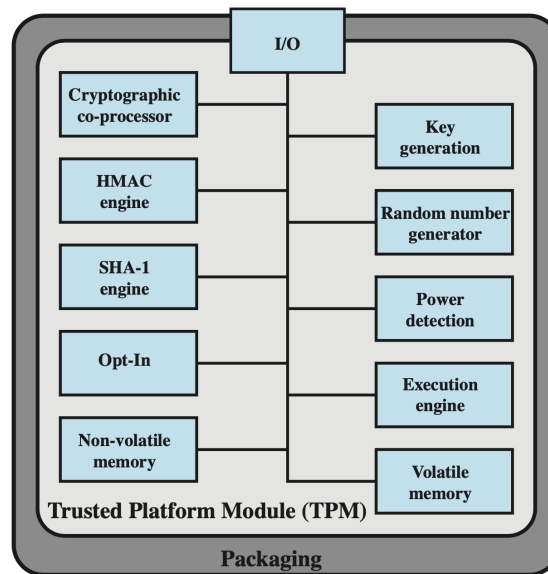 I/O
Cryptographic
co-processor
Key
generation
HMAC
engine
Random number
generator
SHA-1
engine
Power
detection
Opt-In
Execution
engine
Non-volatile
memory
Volatile
memory
Trusted Platform Module (TPM)
Packaging